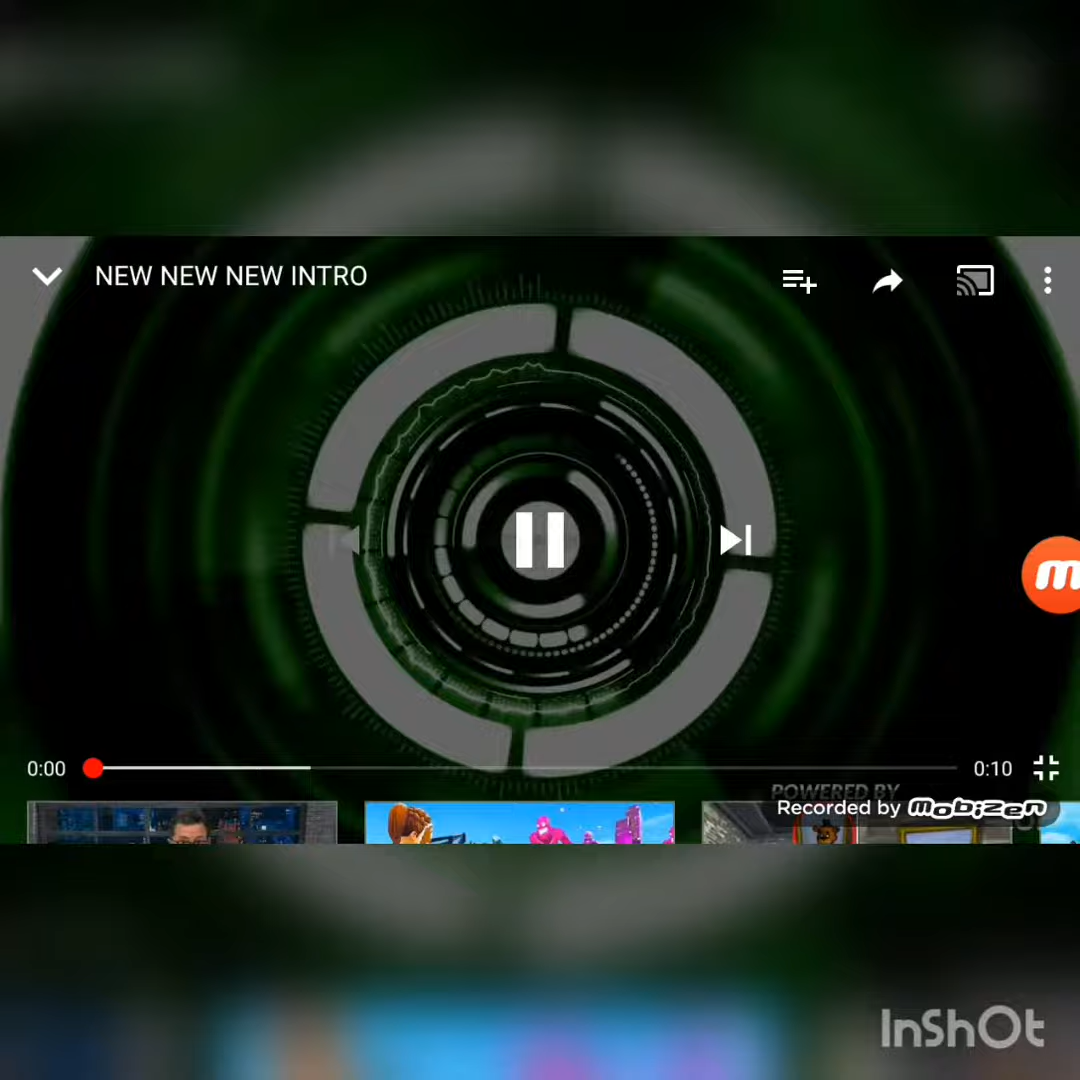 NEW NEW NEW INTRO
0:00
0:10
POWERED BY
Recorded by mobizen
m
InShOt